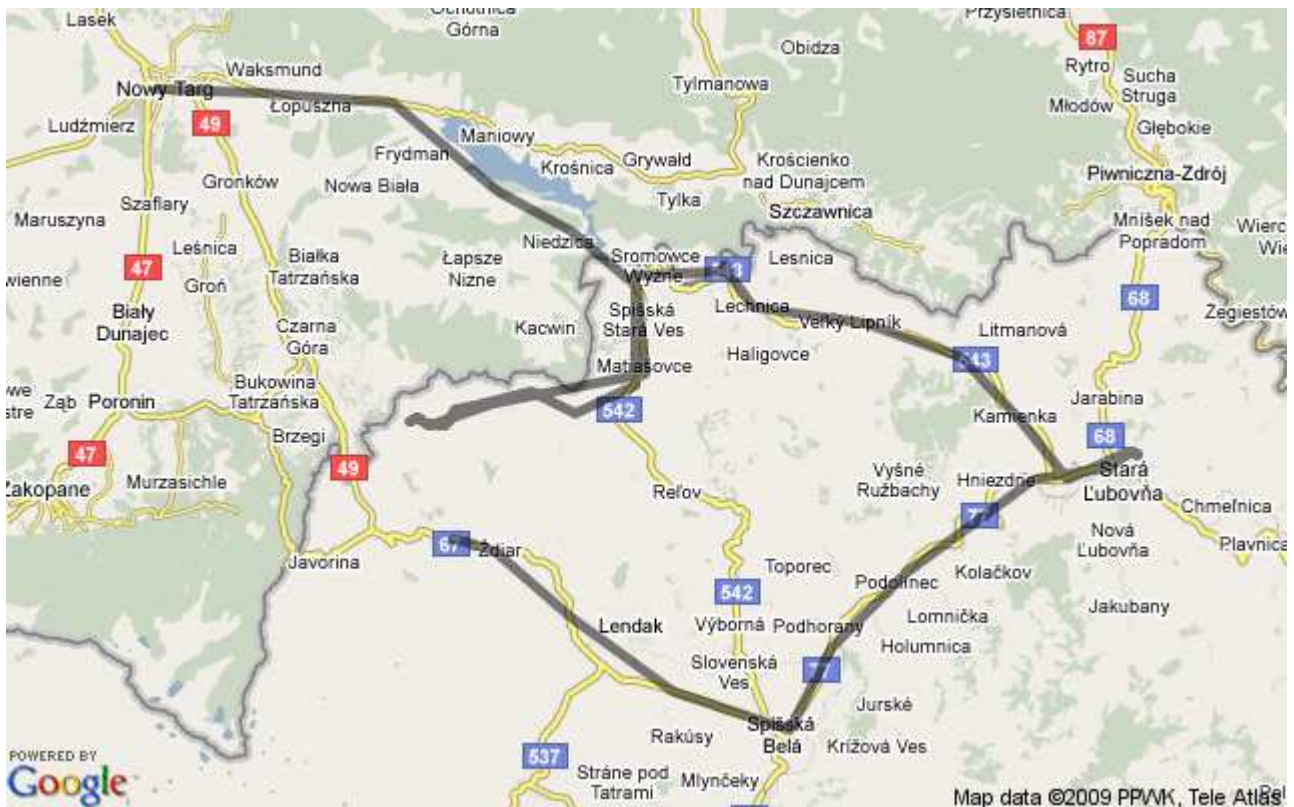 Ochotnica
Górna
Przysietnica
Lasek
87
Obidza
Rytro
Waksmund
Tylmanowa
Sucha
Struga
Nowy Targ
Łopuszna
Młodów
Ludźmierz
49
Maniowy
Głębokie
Frydman
Krośnica
Grywałd
Krościenko
nad Dunajcem
Piwniczna-Zdrój
Gronków
Nowa Biała
Tylka
Szaflary
Szczawnica
Maruszyna
Mníšek nad
Popradom
Leśnica
Białka
Tatrzańska
Niedzica
Łapsze
Nizne
Sromowce
Wyżne
Lesnica
47
Groń
68
Biały
Dunajec
Kacwin
Spišská
Stará Ves
Lechnica
Veľký Lipník
Litmanová
Żegiestów
Czarna
Góra
Haligovce
543
Matiašovce
Bukowina
Tatrzańska
Ząb
Poronin
542
Kamienka
Jarabina
Brzegi
68
47
49
Vyšné
Ružbachy
Hniezdne
Stará
Ľubovňa
Zakopane
Murzasichle
Reľov
Chmeľnica
77
Nová
Ľubovňa
Plavnica
67
Ždiar
Javorina
Toporec
Podolínec
Kolačkov
542
Jakubany
Lendak
Výborná
Podhorany
Lomnička
Holumnica
Slovenská
Ves
77
Jurské
Spišská
Belá
Rakúsy
Krížová Ves
537
Stráne pod
Tatrami
Mlynčeky
POWERED BY
Google
Map data ©2009 PPWK, Tele Atlas